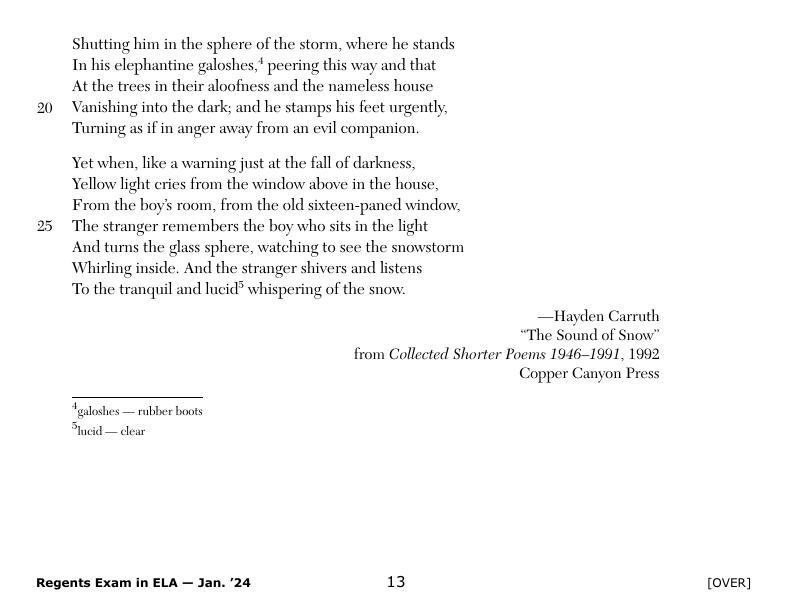 Shutting him in the sphere of the storm, where he stands
In his elephantine galoshes,4 peering this way and that
At the trees in their aloofness and the nameless house
20 Vanishing into the dark; and he stamps his feet urgently,
Turning as if in anger away from an evil companion.
Yet when, like a warning just at the fall of darkness,
Yellow light cries from the window above in the house,
From the boy’s room, from the old sixteen-paned window,
25 The stranger remembers the boy who sits in the light
And turns the glass sphere, watching to see the snowstorm
Whirling inside. And the stranger shivers and listens
To the tranquil and lucid5 whispering of the snow.
—Hayden Carruth
“The Sound of Snow”
from Collected Shorter Poems 1946–1991, 1992
Copper Canyon Press
4galoshes — rubber boots
5lucid — clear
Regents Exam in ELA — Jan. ’24 13 [OVER]